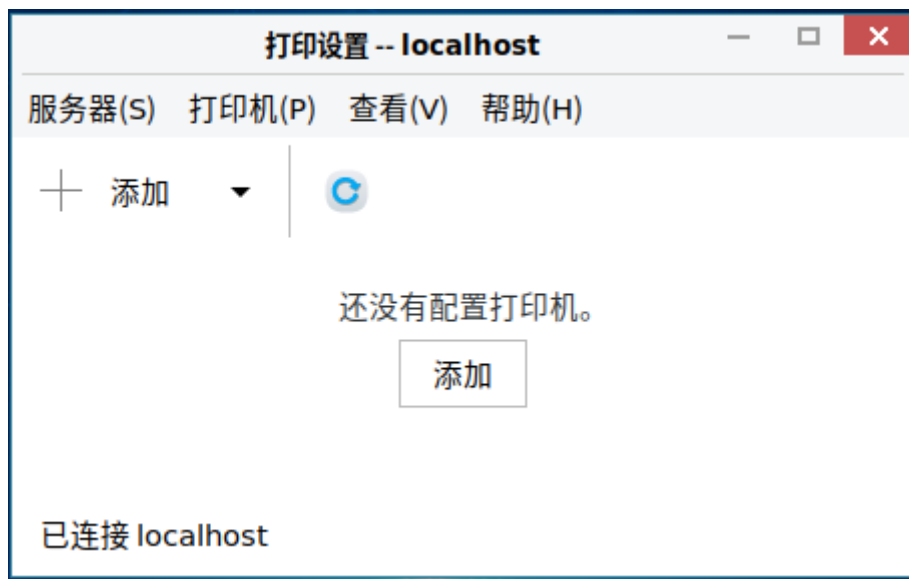 打印设置 -- localhost
服务器(S) 打印机(P) 查看(V) 帮助(H)
添加
还没有配置打印机。
添加
已连接 localhost